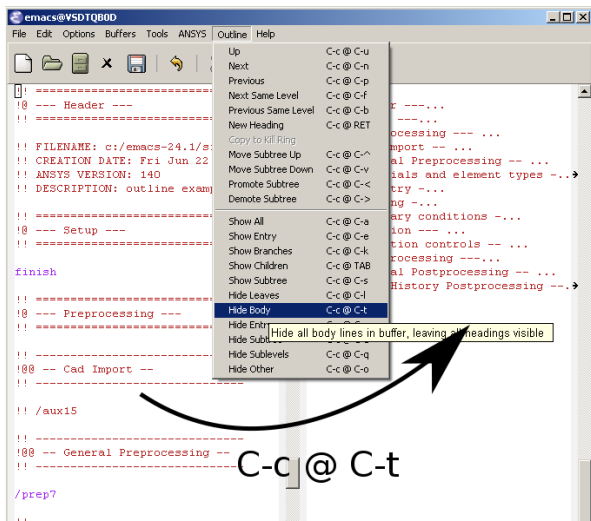 emacs@VSDTQB0D
File Edit Options Buffers Tools ANSYS Outline Help
!! =============================
!@ --- Header ---
!! =============================
!! FILENAME: c:/emacs-24.1/s
!! CREATION DATE: Fri Jun 22
!! ANSYS VERSION: 140
!! DESCRIPTION: outline examp
!! =============================
!@ --- Setup ---
!! =============================
finish
!! =============================
!@ --- Preprocessing ---
!! =============================
!! -----------------------------
!@@ -- Cad Import --
!! -----------------------------
!! /aux15
!! -----------------------------
!@@ -- General Preprocessing --
!! -----------------------------
/prep7
!!
Up C-c @ C-u
Next C-c @ C-n
Previous C-c @ C-p
Next Same Level C-c @ C-f
Previous Same Level C-c @ C-b
New Heading C-c @ RET
Copy to Kill Ring
Move Subtree Up C-c @ C-^
Move Subtree Down C-c @ C-v
Promote Subtree C-c @ C-<
Demote Subtree C-c @ C->
Show All C-c @ C-a
Show Entry C-c @ C-e
Show Branches C-c @ C-k
Show Children C-c @ TAB
Show Subtree C-c @ C-s
Hide Leaves C-c @ C-l
Hide Body C-c @ C-t
Hide Entr
Hide all body lines in buffer, leaving all headings visible
Hide Subt
Hide Sublevels C-c @ C-q
Hide Other C-c @ C-o
r ---...
---...
ocessing --- ...
mport -- ...
al Preprocessing -- ...
ials and element types -..
try -...
ng -...
ary conditions -...
ion --- ...
tion controls -- ...
rocessing ---...
al Postprocessing -- ...
History Postprocessing --.
C-c @ C-t